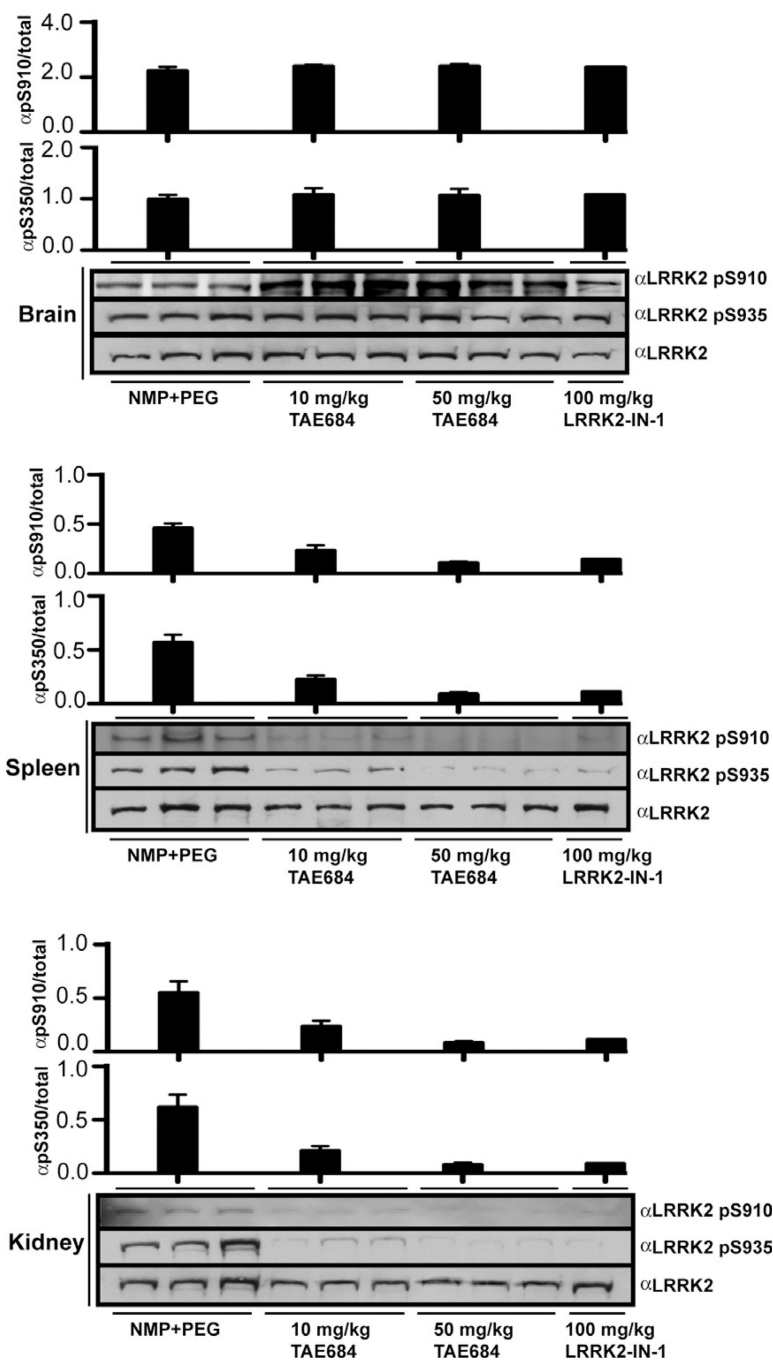 αpS910/total
4.0
2.0
0.0
αpS350/total
2.0
1.0
0.0
Brain
αLRRK2 pS910
αLRRK2 pS935
αLRRK2
NMP+PEG
10 mg/kg
TAE684
50 mg/kg
TAE684
100 mg/kg
LRRK2-IN-1
αpS910/total
1.0
0.5
0.0
αpS350/total
1.0
0.5
0.0
Spleen
αLRRK2 pS910
αLRRK2 pS935
αLRRK2
NMP+PEG
10 mg/kg
TAE684
50 mg/kg
TAE684
100 mg/kg
LRRK2-IN-1
αpS910/total
1.0
0.5
0.0
αpS350/total
1.0
0.5
0.0
Kidney
αLRRK2 pS910
αLRRK2 pS935
αLRRK2
NMP+PEG
10 mg/kg
TAE684
50 mg/kg
TAE684
100 mg/kg
LRRK2-IN-1